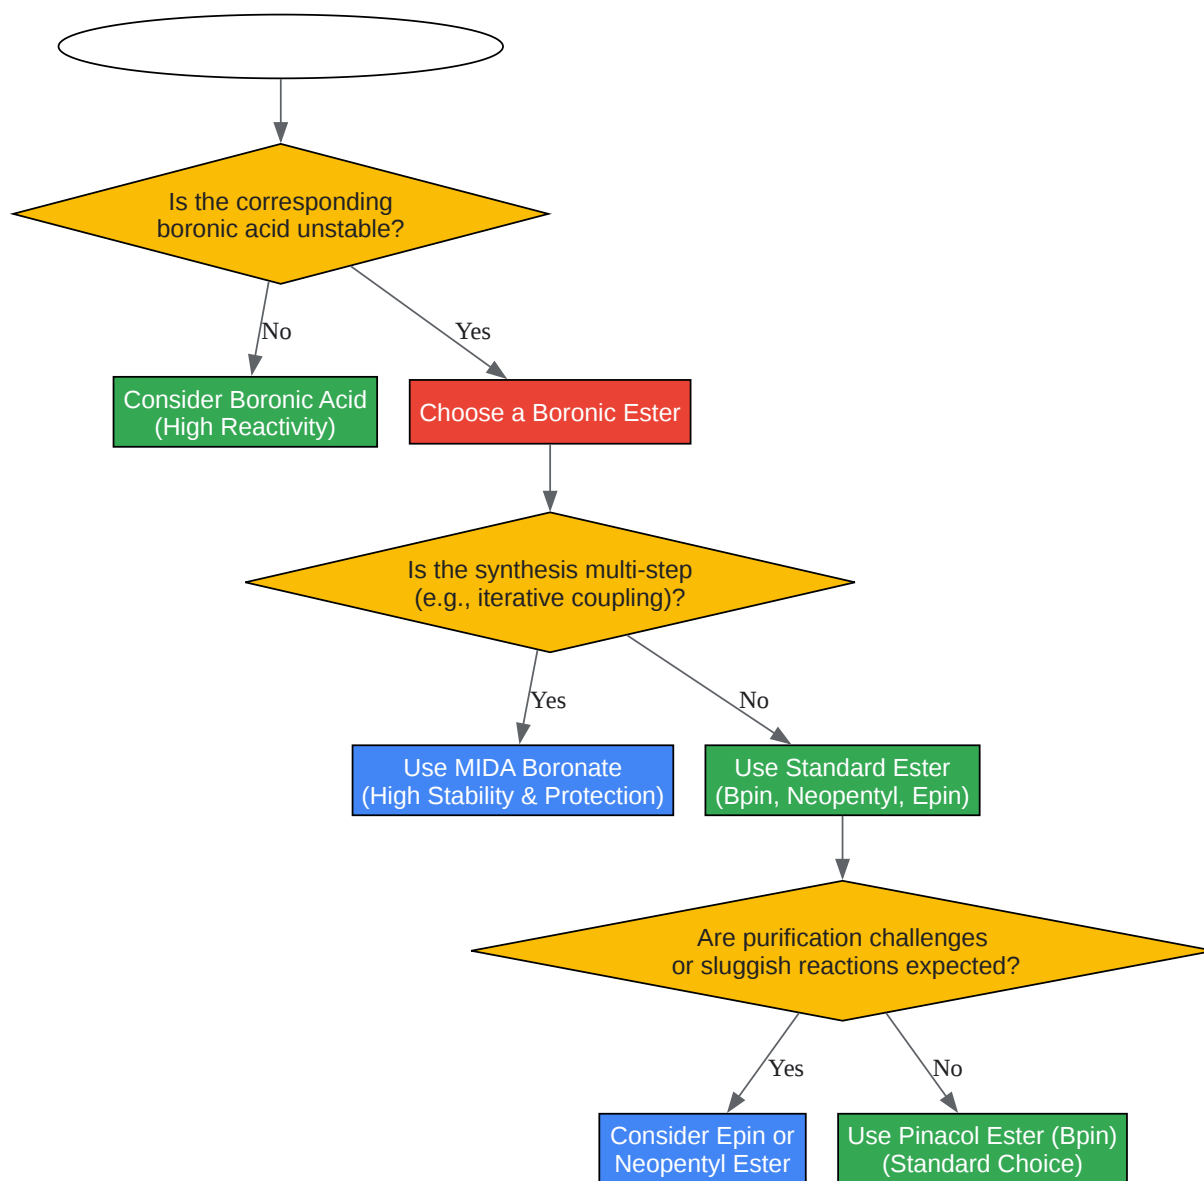 Is the corresponding
boronic acid unstable?
No
Yes
Consider Boronic Acid
(High Reactivity)
Choose a Boronic Ester
Is the synthesis multi-step
(e.g., iterative coupling)?
Yes
No
Use MIDA Boronate
(High Stability & Protection)
Use Standard Ester
(Bpin, Neopentyl, Epin)
Are purification challenges
or sluggish reactions expected?
Yes
No
Consider Epin or
Neopentyl Ester
Use Pinacol Ester (Bpin)
(Standard Choice)